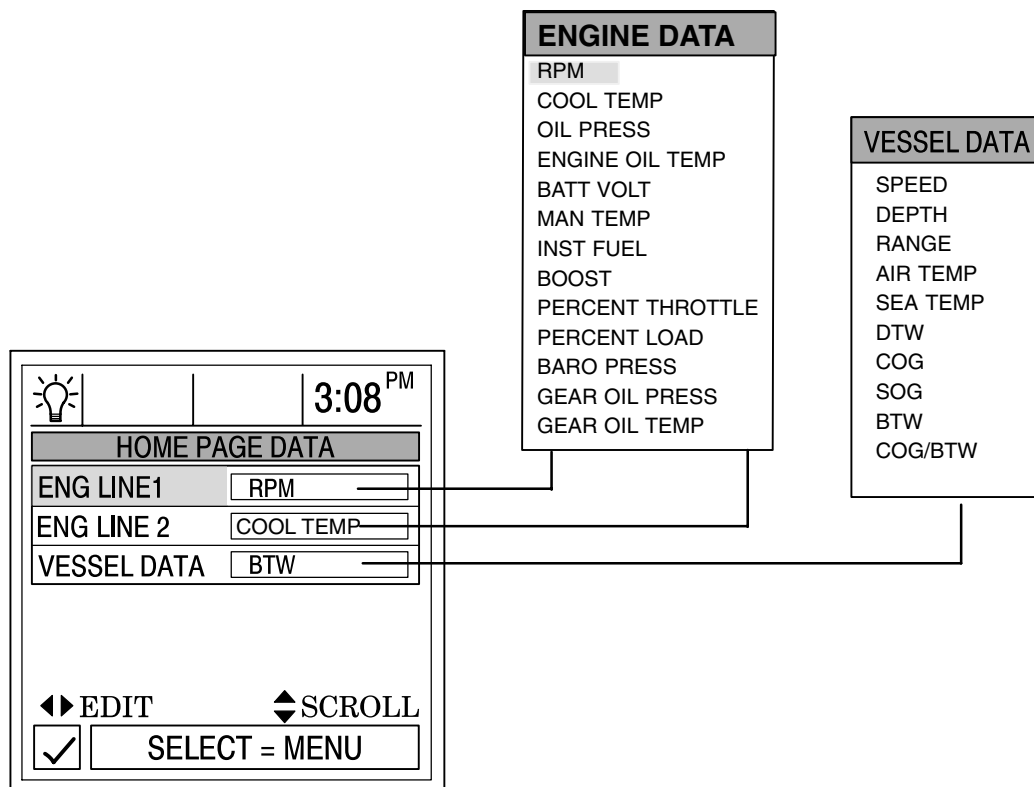 ENGINE DATA
RPM
COOL TEMP
OIL PRESS
ENGINE OIL TEMP
BATT VOLT
MAN TEMP
INST FUEL
BOOST
PERCENT THROTTLE
PERCENT LOAD
BARO PRESS
GEAR OIL PRESS
GEAR OIL TEMP
VESSEL DATA
SPEED
DEPTH
RANGE
AIR TEMP
SEA TEMP
DTW
COG
SOG
BTW
COG/BTW
3:08 PM
HOME PAGE DATA
ENG LINE1 RPM
ENG LINE 2 COOL TEMP
VESSEL DATA BTW
EDIT SCROLL
SELECT = MENU